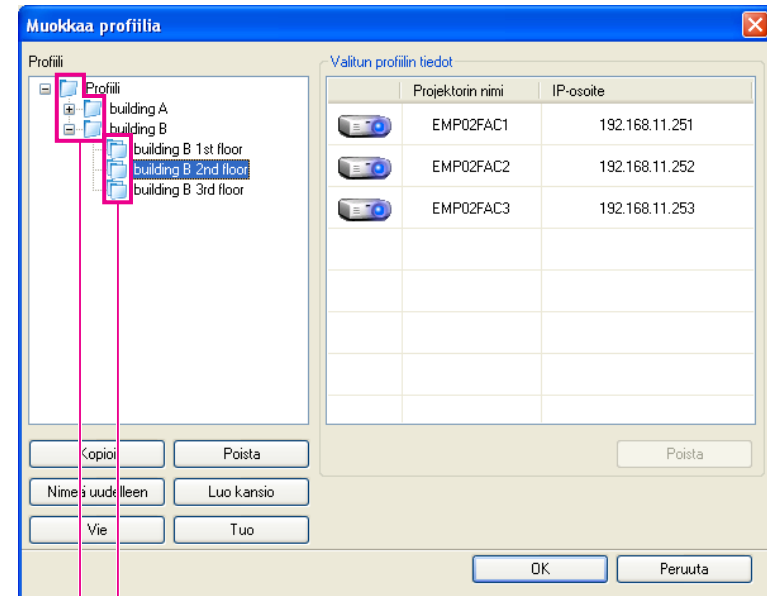 Muokkaa profiilia
Profiili
Valitun profiilin tiedot
Profiili
building A
building B
building B 1st floor
building B 2nd floor
building B 3rd floor
Projektorin nimi IP-osoite
EMP02FAC1 192.168.11.251
EMP02FAC2 192.168.11.252
EMP02FAC3 192.168.11.253
Kopioi Poista
Poista
Nimeä uudelleen Luo kansio
Vie Tuo
OK Peruuta